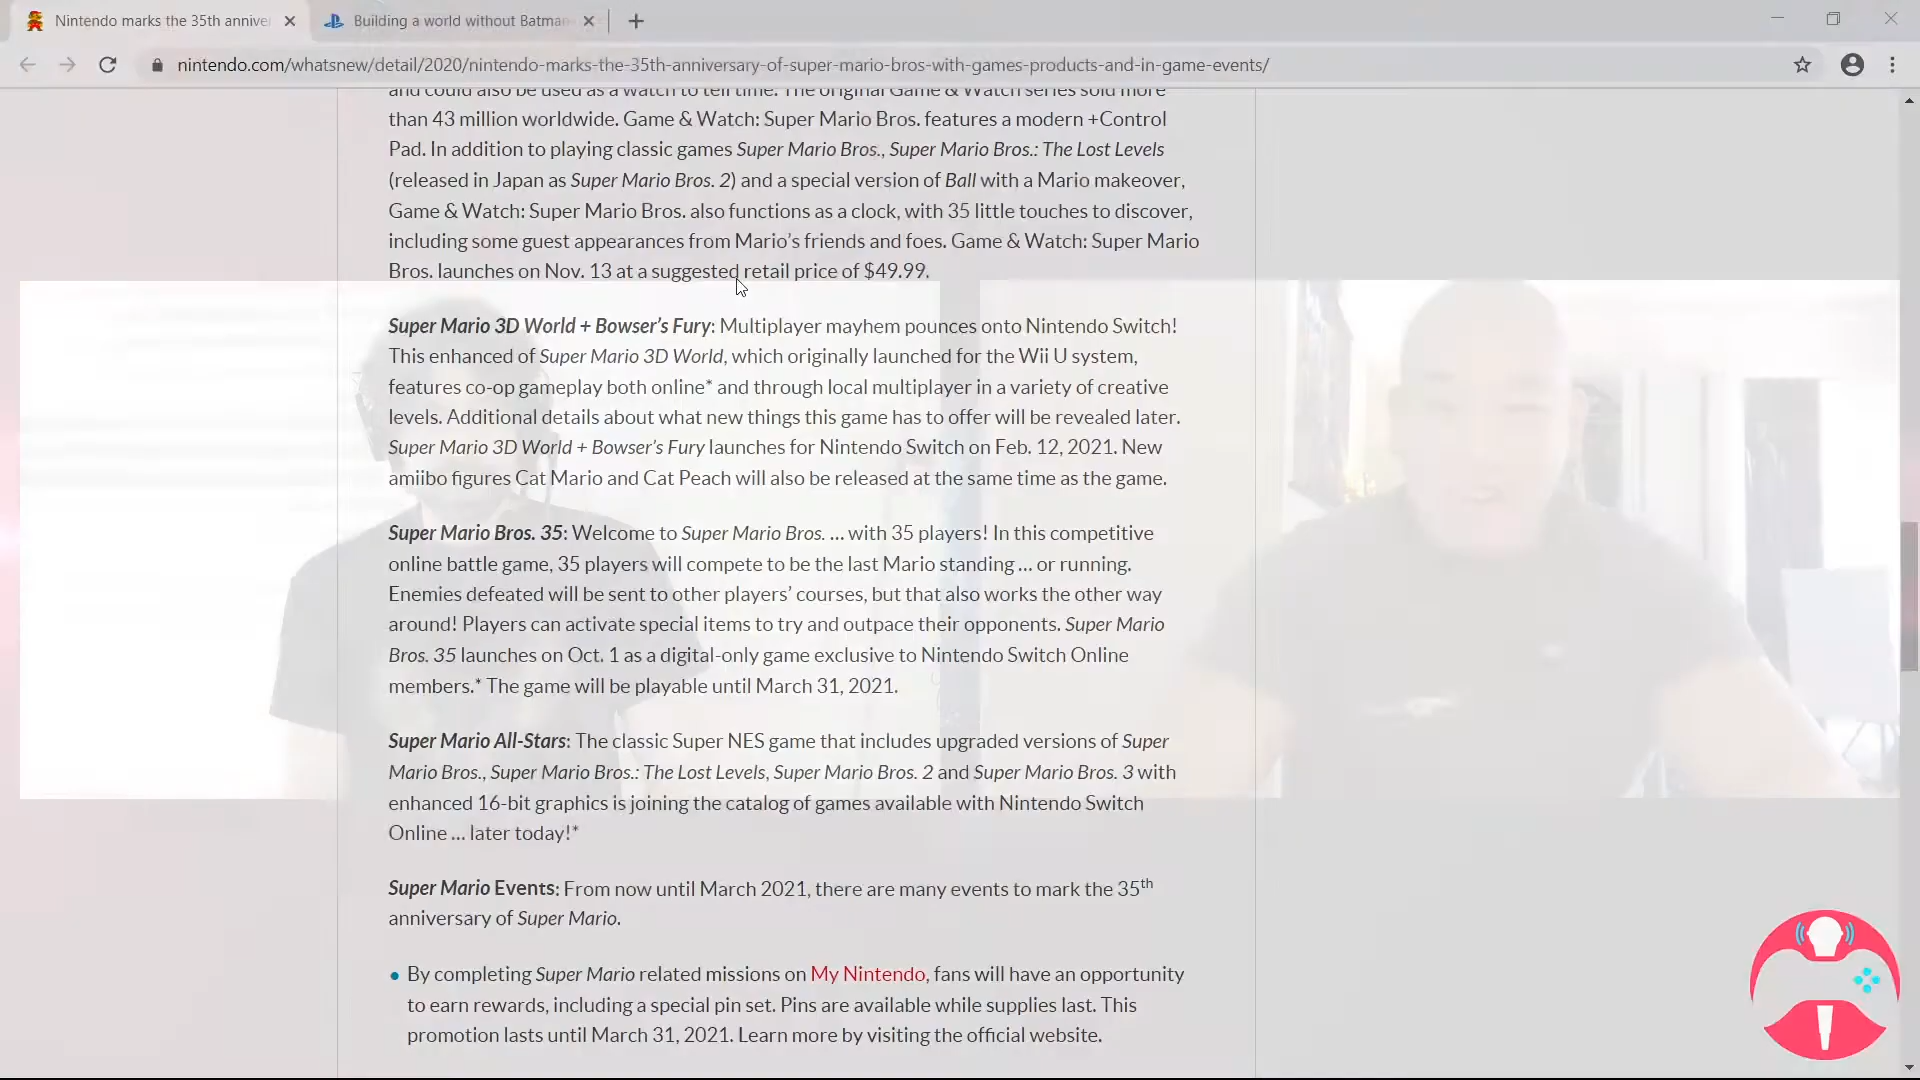 Nintendo marks the 35th annive
Building a world without Batman
nintendo.com/whatsnew/detail/2020/nintendo-marks-the-35th-anniversary-of-super-mario-bros-with-games-products-and-in-game-events/
and could also be used as a watch to tell time. The original Game & Watch series sold more
than 43 million worldwide. Game & Watch: Super Mario Bros. features a modern +Control
Pad. In addition to playing classic games Super Mario Bros., Super Mario Bros.: The Lost Levels
(released in Japan as Super Mario Bros. 2) and a special version of Ball with a Mario makeover,
Game & Watch: Super Mario Bros. also functions as a clock, with 35 little touches to discover,
including some guest appearances from Mario’s friends and foes. Game & Watch: Super Mario
Bros. launches on Nov. 13 at a suggested retail price of $49.99.
Super Mario 3D World + Bowser’s Fury: Multiplayer mayhem pounces onto Nintendo Switch!
This enhanced of Super Mario 3D World, which originally launched for the Wii U system,
features co-op gameplay both online* and through local multiplayer in a variety of creative
levels. Additional details about what new things this game has to offer will be revealed later.
Super Mario 3D World + Bowser’s Fury launches for Nintendo Switch on Feb. 12, 2021. New
amiibo figures Cat Mario and Cat Peach will also be released at the same time as the game.
Super Mario Bros. 35: Welcome to Super Mario Bros. ... with 35 players! In this competitive
online battle game, 35 players will compete to be the last Mario standing ... or running.
Enemies defeated will be sent to other players’ courses, but that also works the other way
around! Players can activate special items to try and outpace their opponents. Super Mario
Bros. 35 launches on Oct. 1 as a digital-only game exclusive to Nintendo Switch Online
members.* The game will be playable until March 31, 2021.
Super Mario All-Stars: The classic Super NES game that includes upgraded versions of Super
Mario Bros., Super Mario Bros.: The Lost Levels, Super Mario Bros. 2 and Super Mario Bros. 3 with
enhanced 16-bit graphics is joining the catalog of games available with Nintendo Switch
Online ... later today!*
Super Mario Events: From now until March 2021, there are many events to mark the 35th
anniversary of Super Mario.
• By completing Super Mario related missions on My Nintendo, fans will have an opportunity
to earn rewards, including a special pin set. Pins are available while supplies last. This
promotion lasts until March 31, 2021. Learn more by visiting the official website.